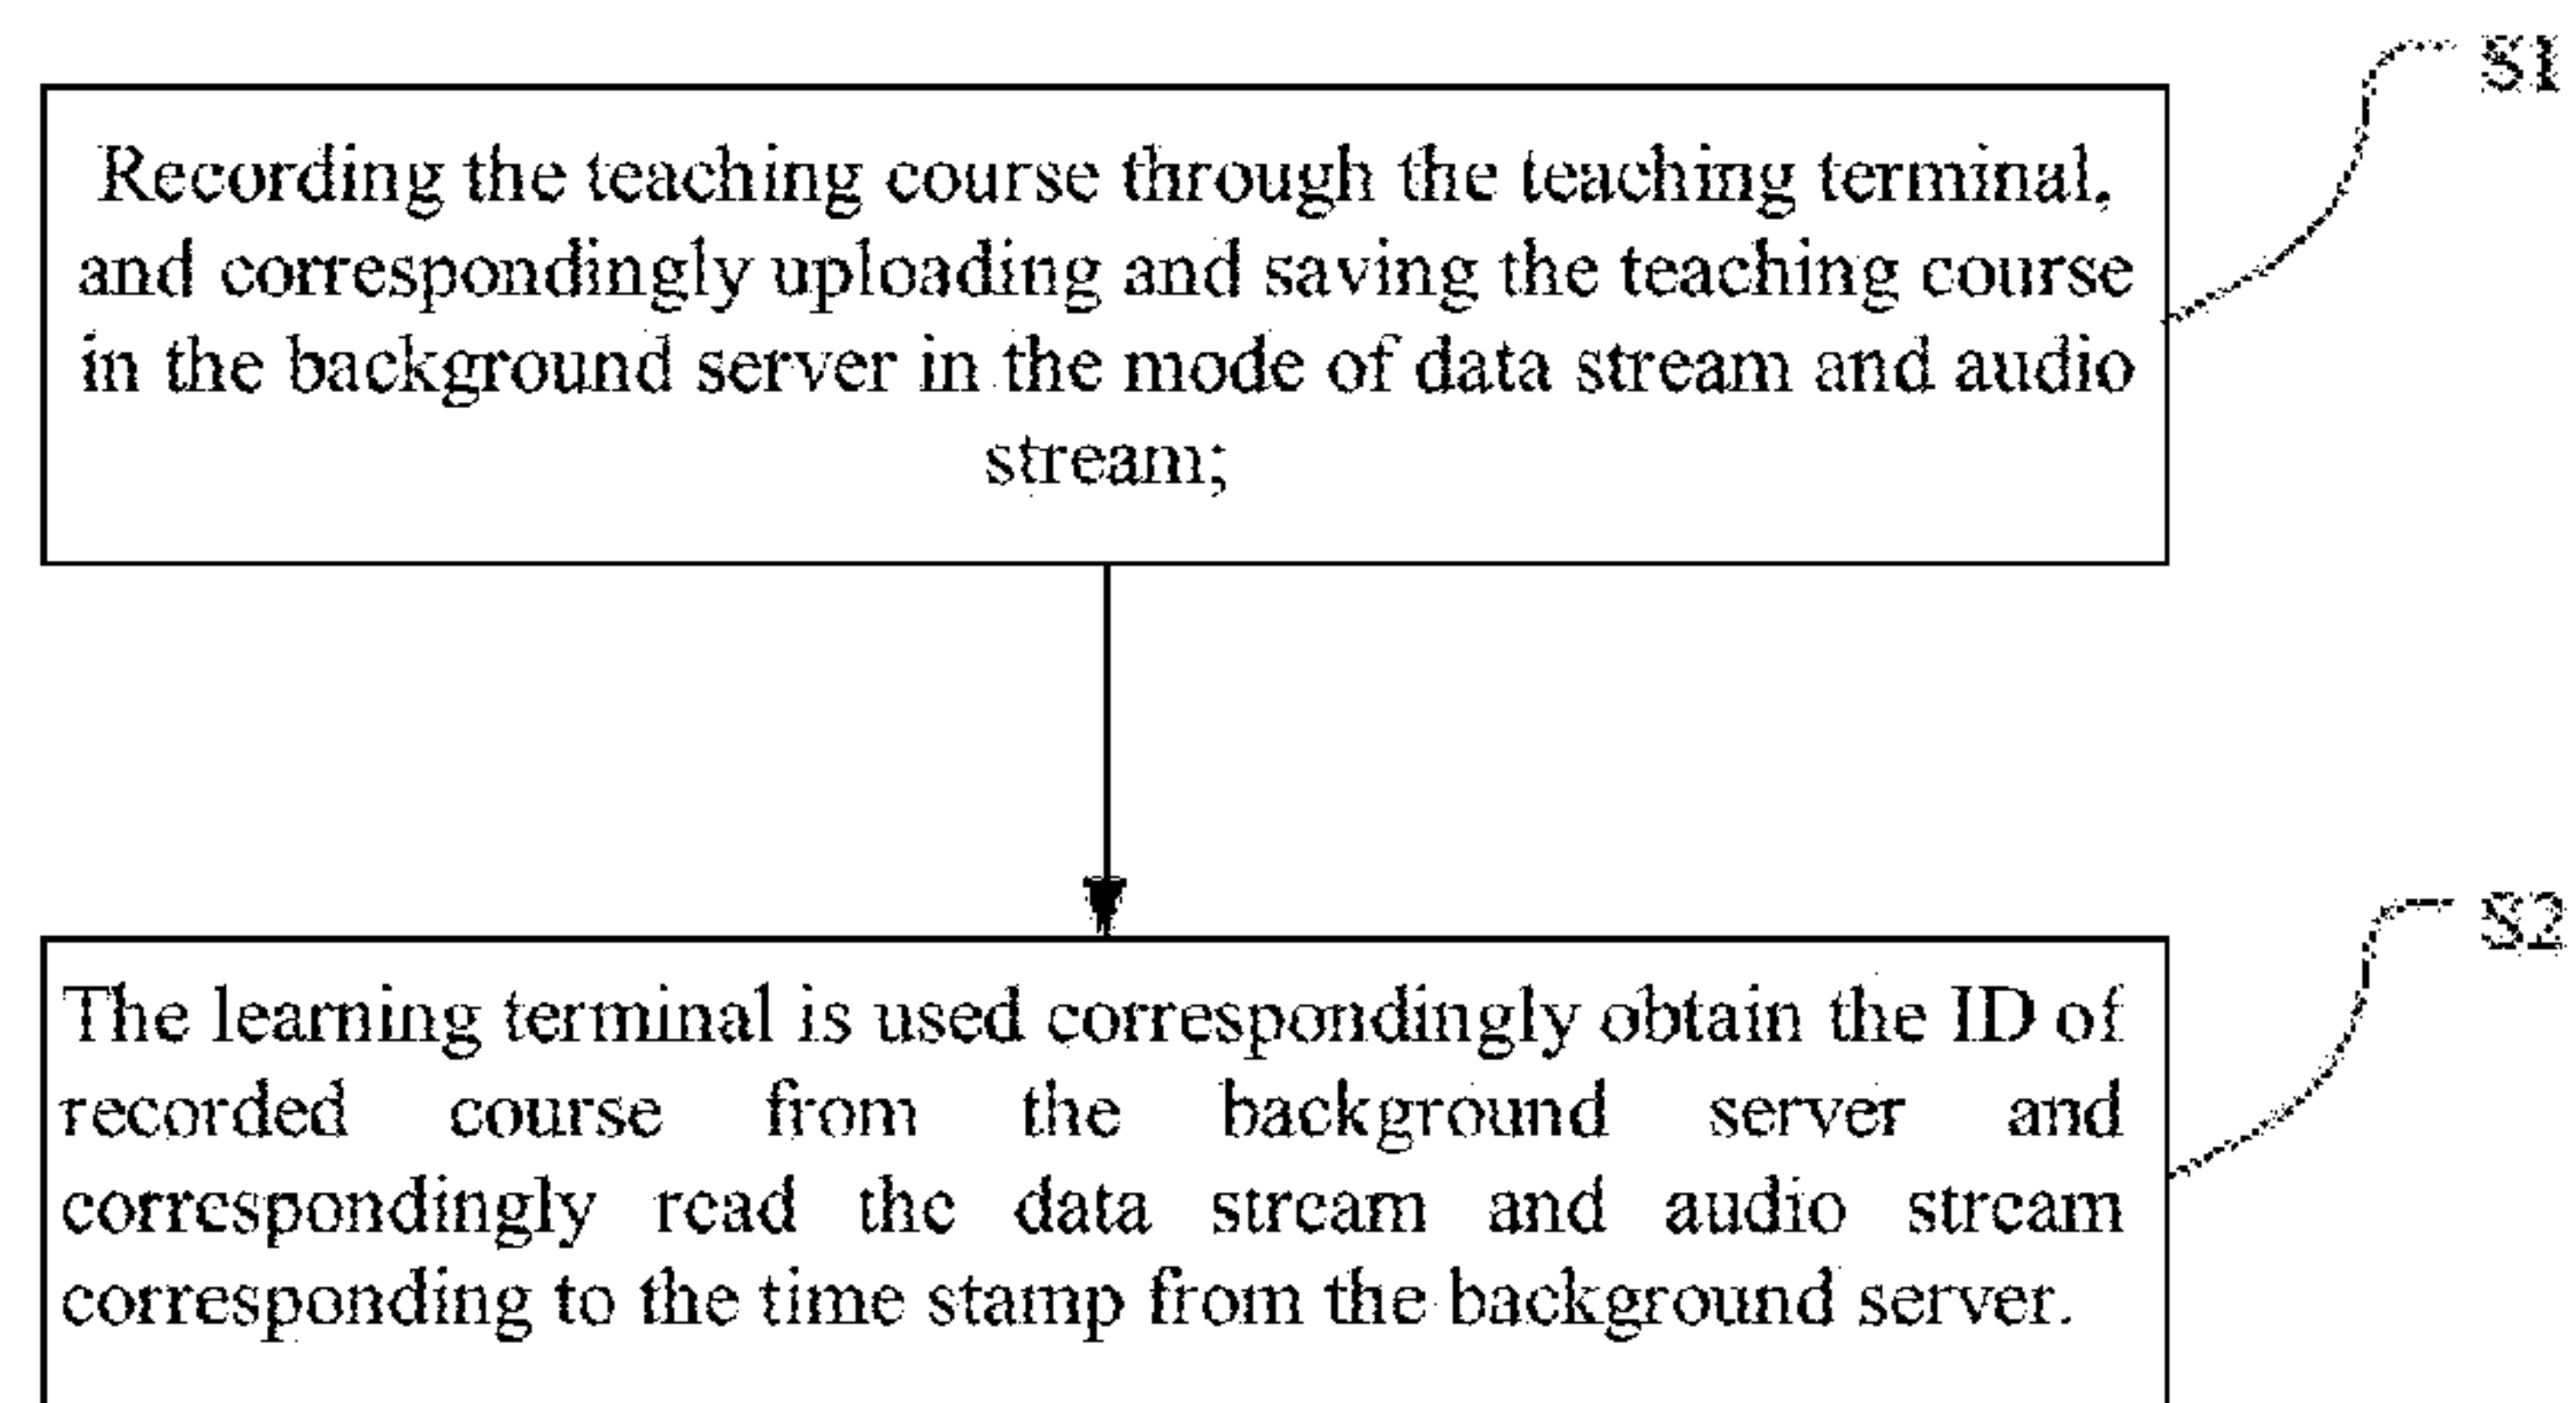 S1
Recording the teaching course through the teaching terminal,
and correspondingly uploading and saving the teaching course
in the background server in the mode of data stream and audio
stream;
S2
The learning terminal is used correspondingly obtain the ID of
recorded course from the background server and
correspondingly read the data stream and audio stream
corresponding to the time stamp from the background server.